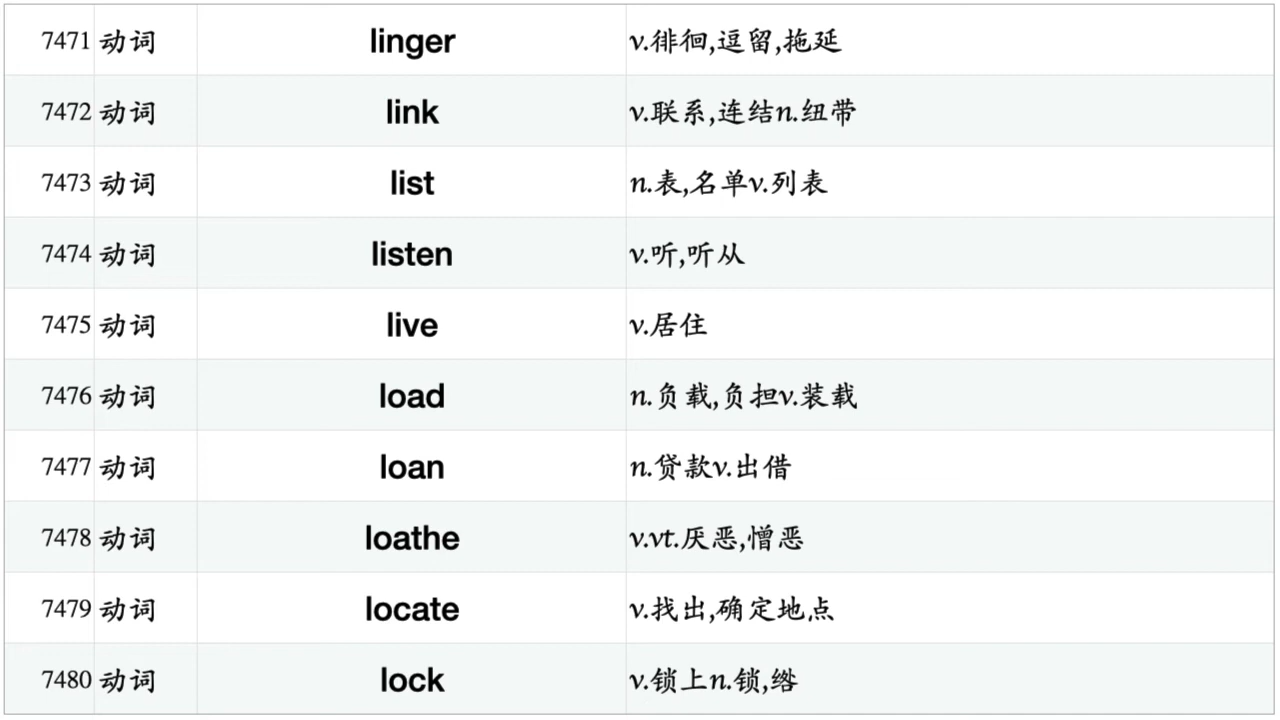 7471 动词 linger v.徘徊,逗留,拖延
7472 动词 link v.联系,连结n.纽带
7473 动词 list n.表,名单v.列表
7474 动词 listen v.听,听从
7475 动词 live v.居住
7476 动词 load n.负载,负担v.装载
7477 动词 loan n.贷款v.出借
7478 动词 loathe v.vt.厌恶,憎恶
7479 动词 locate v.找出,确定地点
7480 动词 lock v.锁上n.锁,绺